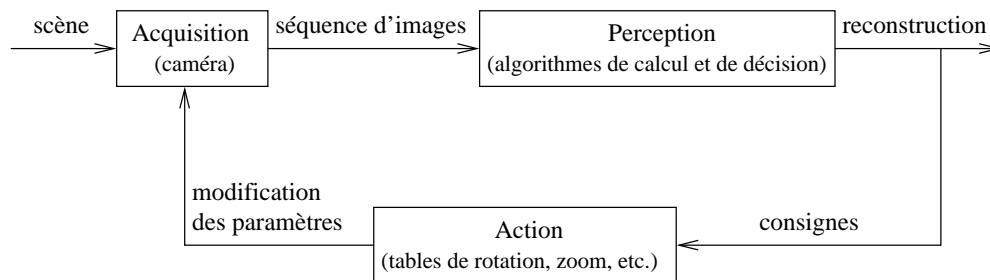 scène
Acquisition
(caméra)
séquence d'images
Perception
(algorithmes de calcul et de décision)
reconstruction
modification
des paramètres
Action
(tables de rotation, zoom, etc.)
consignes